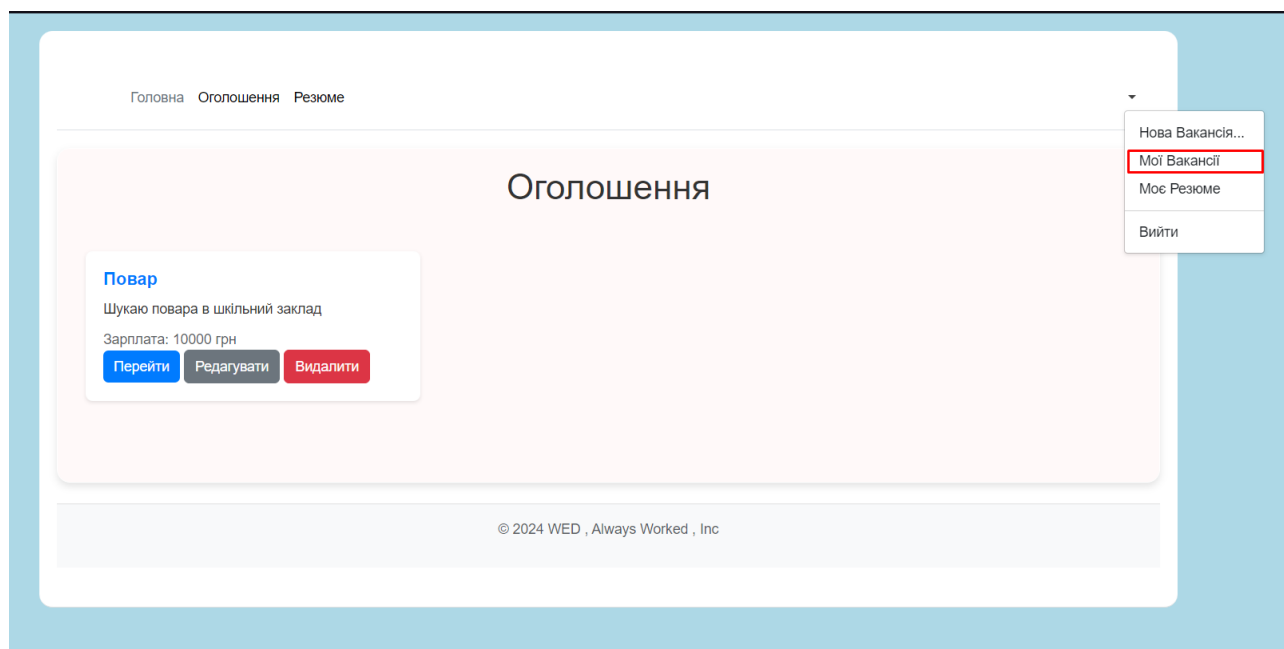 Головна Оголошення Резюме
Нова Вакансія...
Мої Вакансії
Моє Резюме
Вийти
Оголошення
Повар
Шукаю повара в шкільний заклад
Зарплата: 10000 грн
Перейти Редагувати Видалити
© 2024 WED , Always Worked , Inc